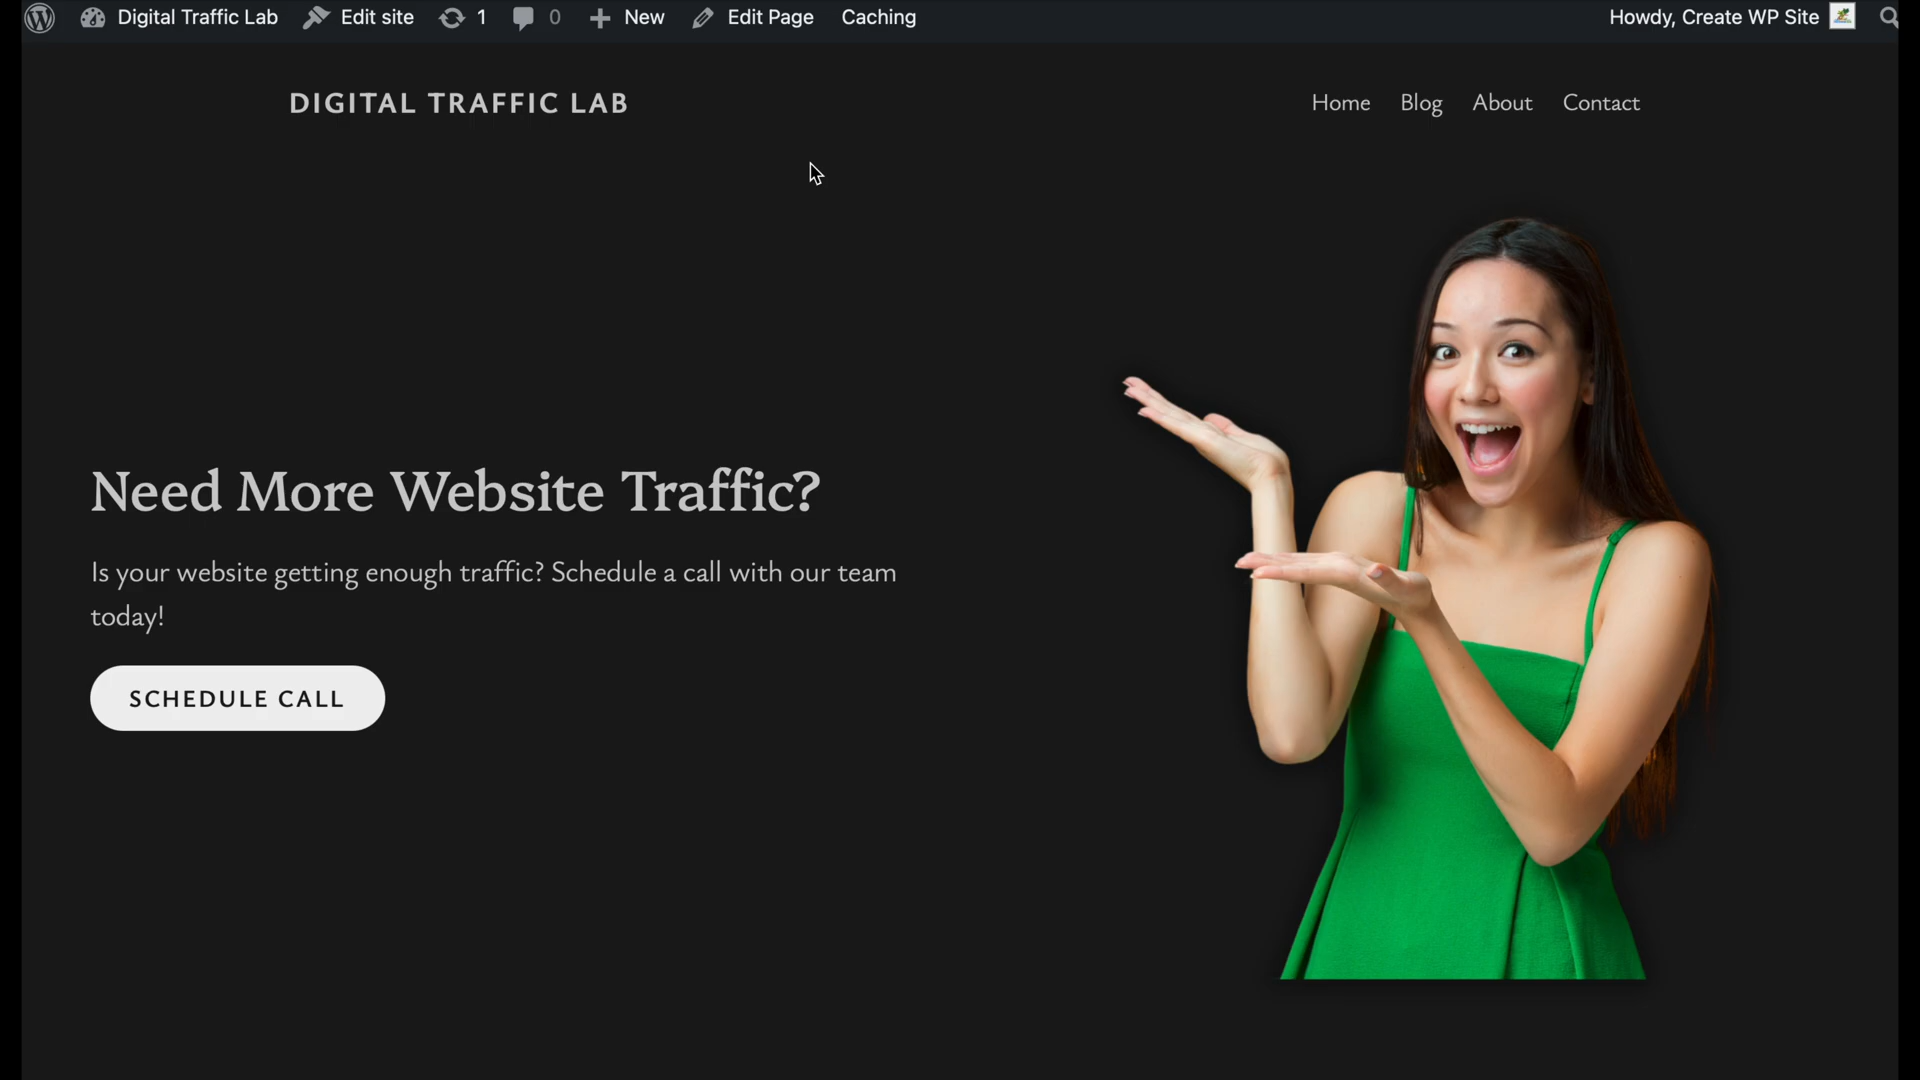 Digital Traffic Lab Edit site 1 0 New Edit Page Caching Howdy, Create WP Site
DIGITAL TRAFFIC LAB Home Blog About Contact
Need More Website Traffic?
Is your website getting enough traffic? Schedule a call with our team
today!
SCHEDULE CALL